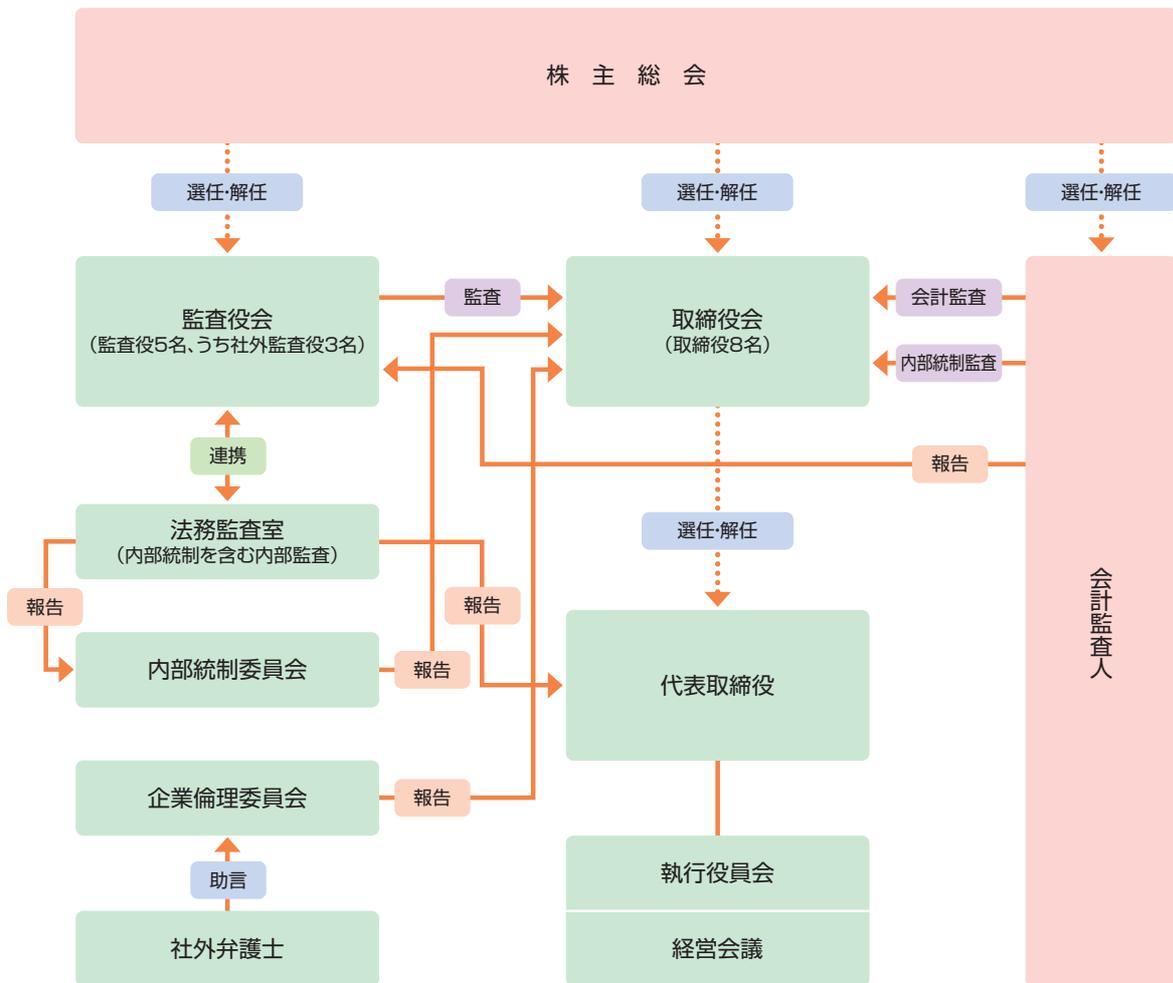 株主総会
選任・解任
選任・解任
選任・解任
監査役会
（監査役5名、うち社外監査役3名）
監査
取締役会
（取締役8名）
会計監査
内部統制監査
連携
報告
法務監査室
（内部統制を含む内部監査）
選任・解任
報告
報告
会計監査人
内部統制委員会
報告
代表取締役
企業倫理委員会
報告
助言
執行役員会
社外弁護士
経営会議